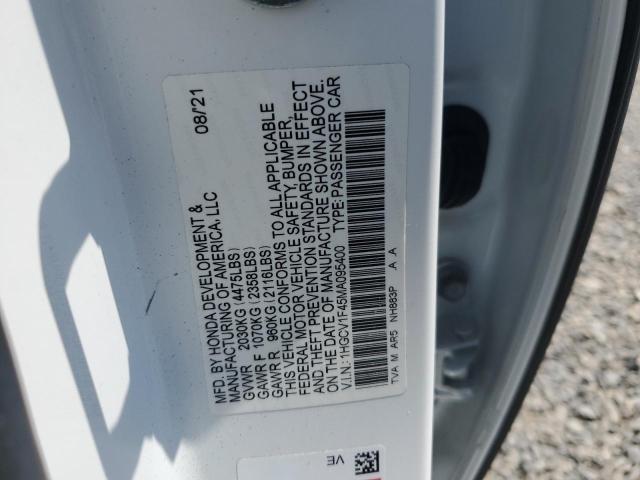 MFD. BY HONDA DEVELOPMENT & 08/21
MANUFACTURING OF AMERICA, LLC
GVWR 2030KG (4475LBS)
GAWR F 1070KG (2358LBS)
GAWR R 960KG (2116LBS)
THIS VEHICLE CONFORMS TO ALL APPLICABLE
FEDERAL MOTOR VEHICLE SAFETY, BUMPER,
AND THEFT PREVENTION STANDARDS IN EFFECT
ON THE DATE OF MANUFACTURE SHOWN ABOVE.
V.I.N.:1HGCV1F45MA095400 TYPE:PASSENGER CAR
TVA M AR5 NH883P A A
VE